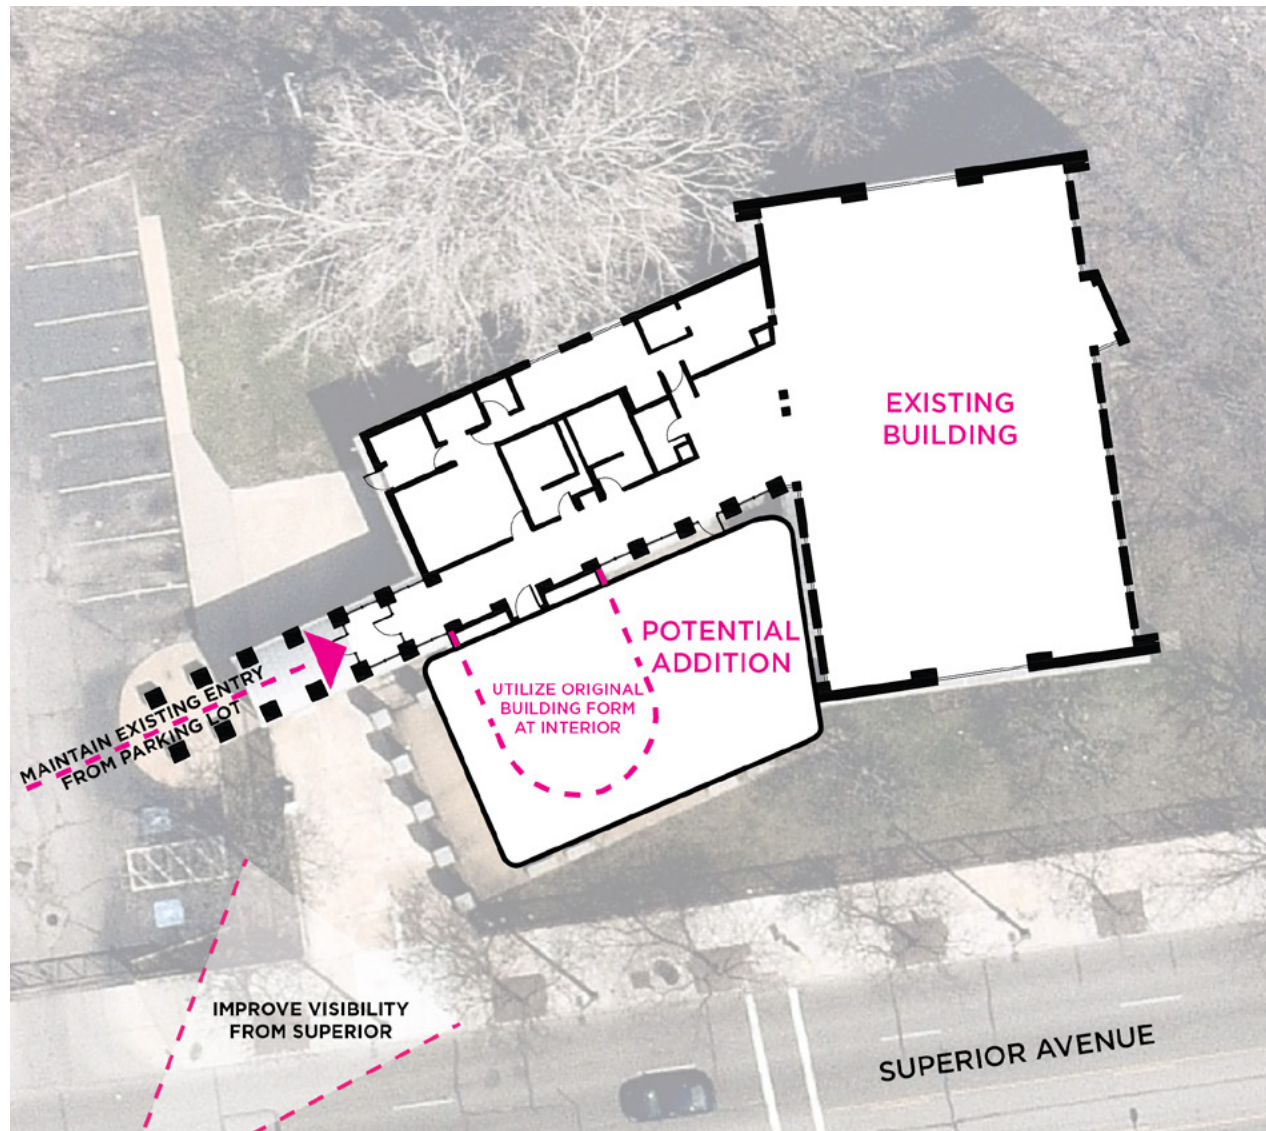 EXISTING
BUILDING
POTENTIAL
ADDITION
UTILIZE ORIGINAL
BUILDING FORM
AT INTERIOR
MAINTAIN EXISTING ENTRY
FROM PARKING LOT
IMPROVE VISIBILITY
FROM SUPERIOR
SUPERIOR AVENUE